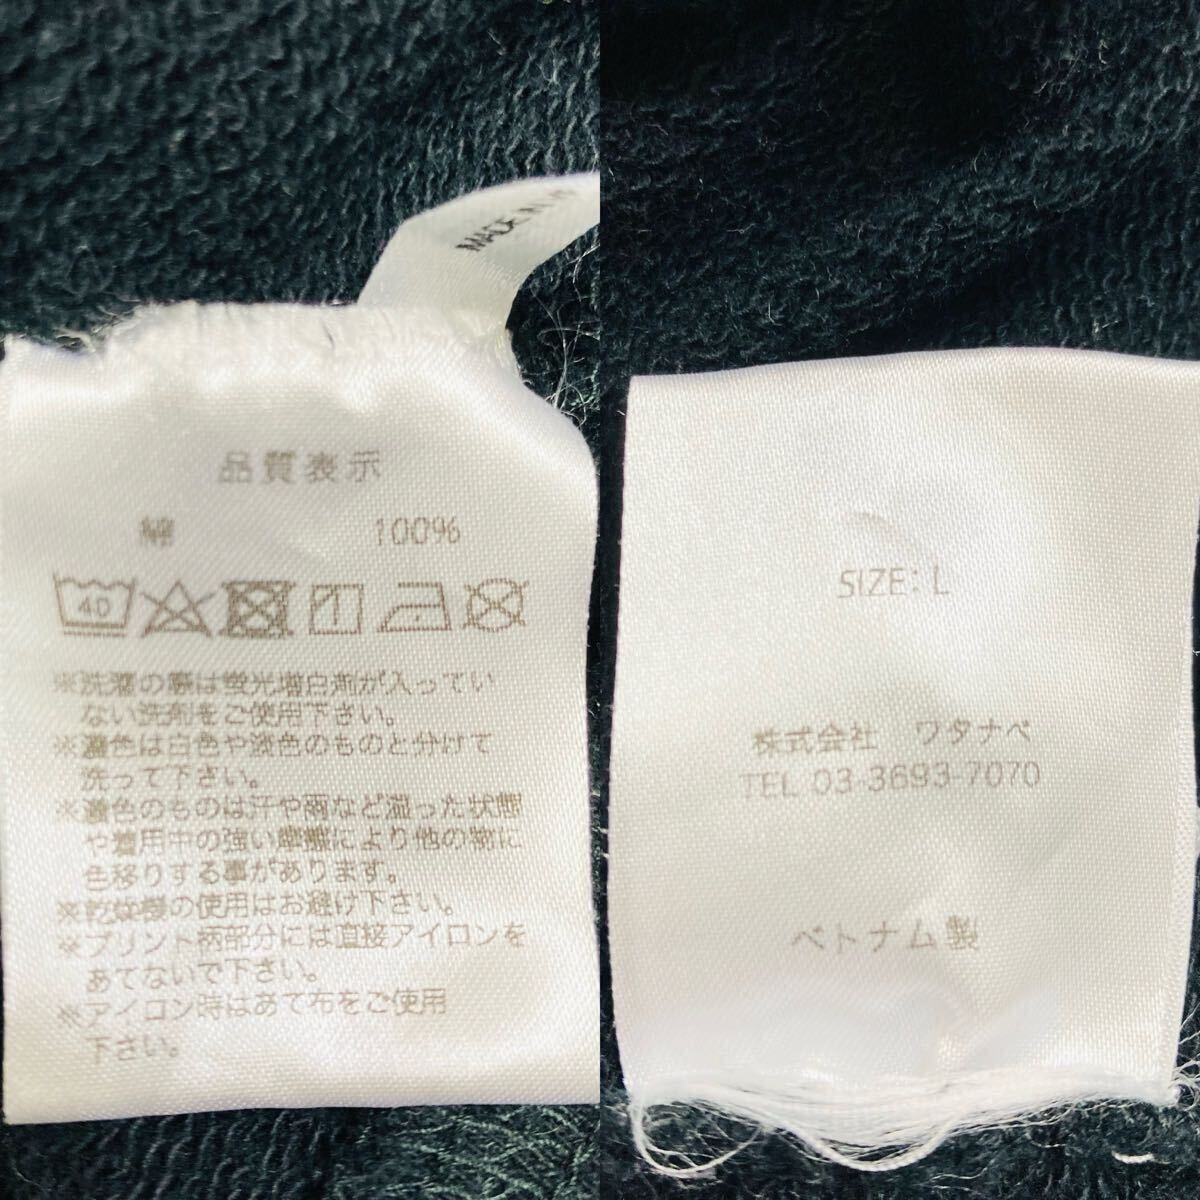 MADE IN
品質表示
綿 100%
40
※洗濯の際は蛍光増白剤が入ってい
ない洗剤をご使用下さい。
※濃色は白色や淡色のものと分けて
洗って下さい。
※濃色のものは汗や雨など湿った状態
や着用中の強い摩擦により他の物に
色移りする事があります。
※乾燥機の使用はお避け下さい。
※プリント柄部分には直接アイロンを
あてないで下さい。
※アイロン時はあて布をご使用
下さい。
SIZE: L
株式会社 ワタナベ
TEL 03-3693-7070
ベトナム製